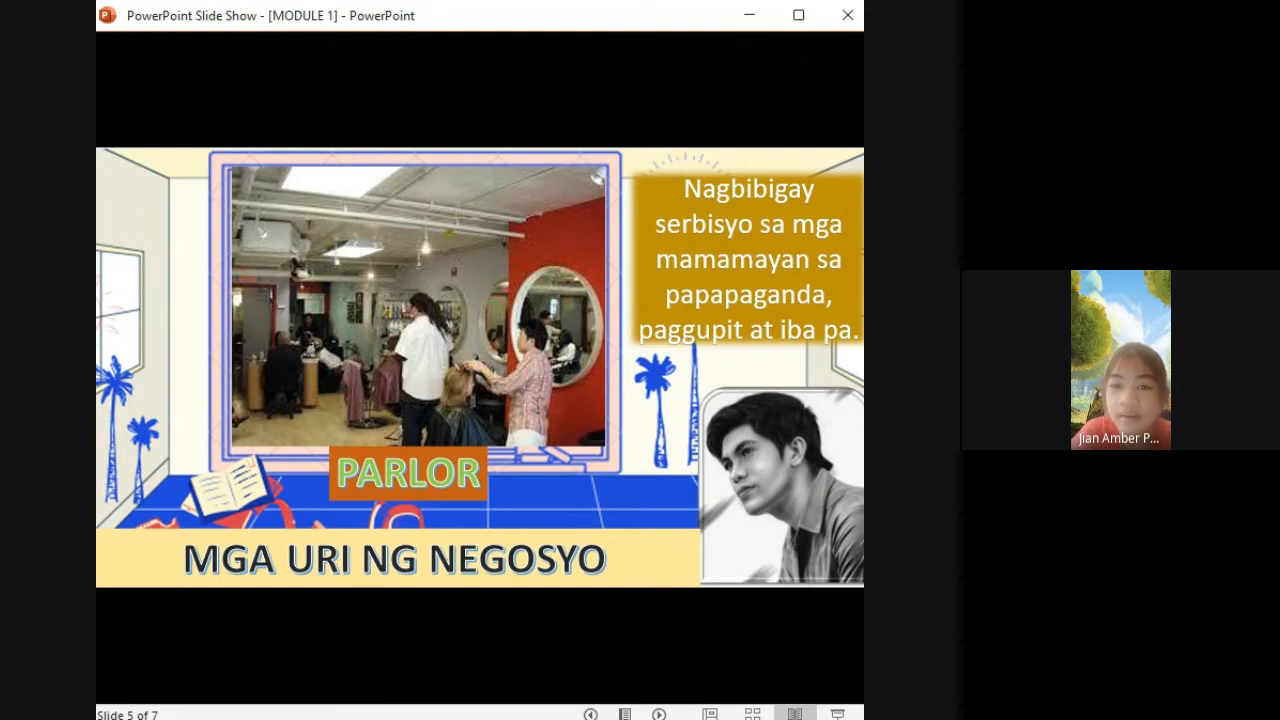 PowerPoint Slide Show - [MODULE 1] - PowerPoint
Nagbibigay
serbisyo sa mga
mamamayan sa
papapaganda,
paggupit at iba pa.
PARLOR
MGA URI NG NEGOSYO
Jian Amber P...
Slide 5 of 7